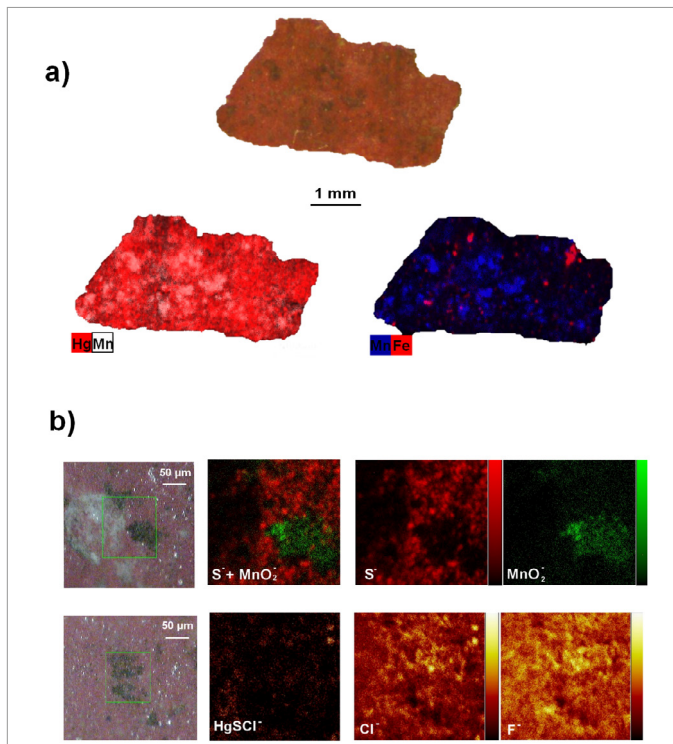 a)
1 mm
Hg Mn
Mn Fe
b)
50 µm
S⁻+ MnO₂⁻
S⁻
MnO₂⁻
50 µm
HgSCl⁻
Cl⁻
F⁻